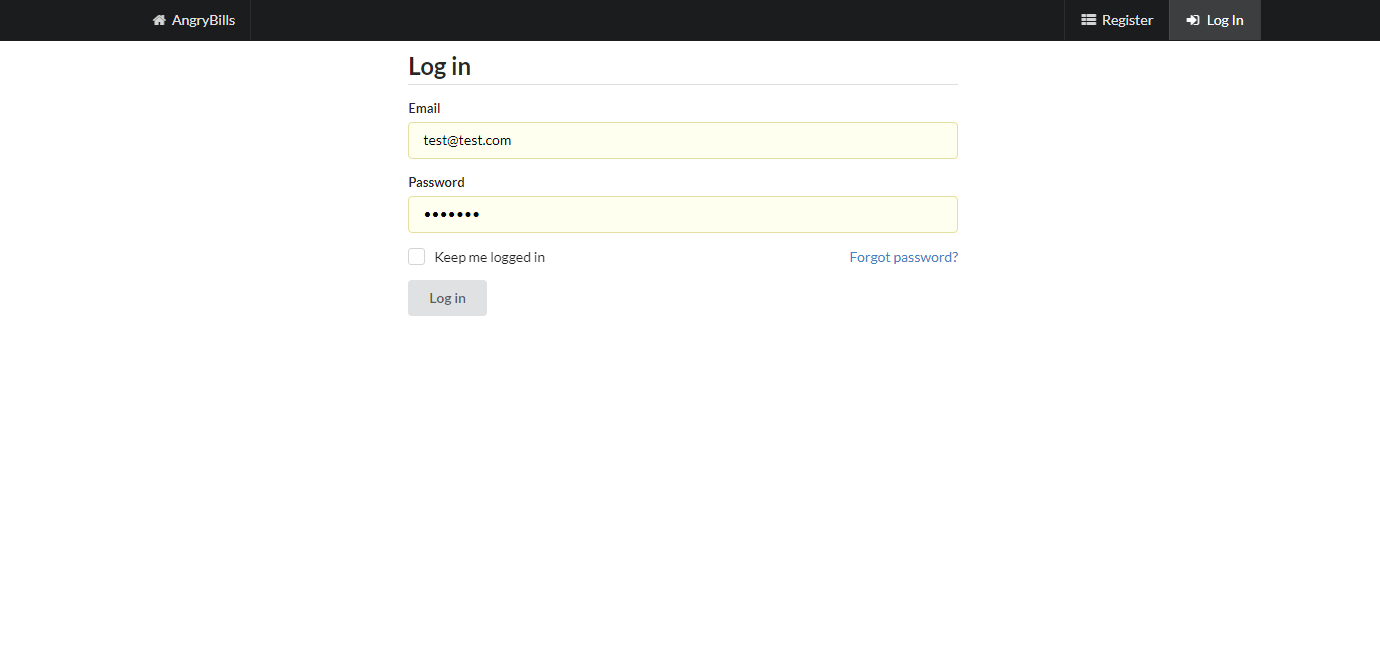 AngryBills
Register
Log In
Log in
Email
test@test.com
Password
•••••••
Keep me logged in
Forgot password?
Log in